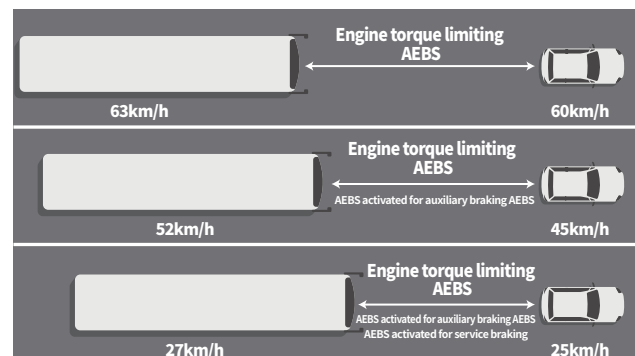 Engine torque limiting
AEBS
63km/h
60km/h
Engine torque limiting
AEBS
AEBS activated for auxiliary braking AEBS
52km/h
45km/h
Engine torque limiting
AEBS
AEBS activated for auxiliary braking AEBS
AEBS activated for service braking
27km/h
25km/h